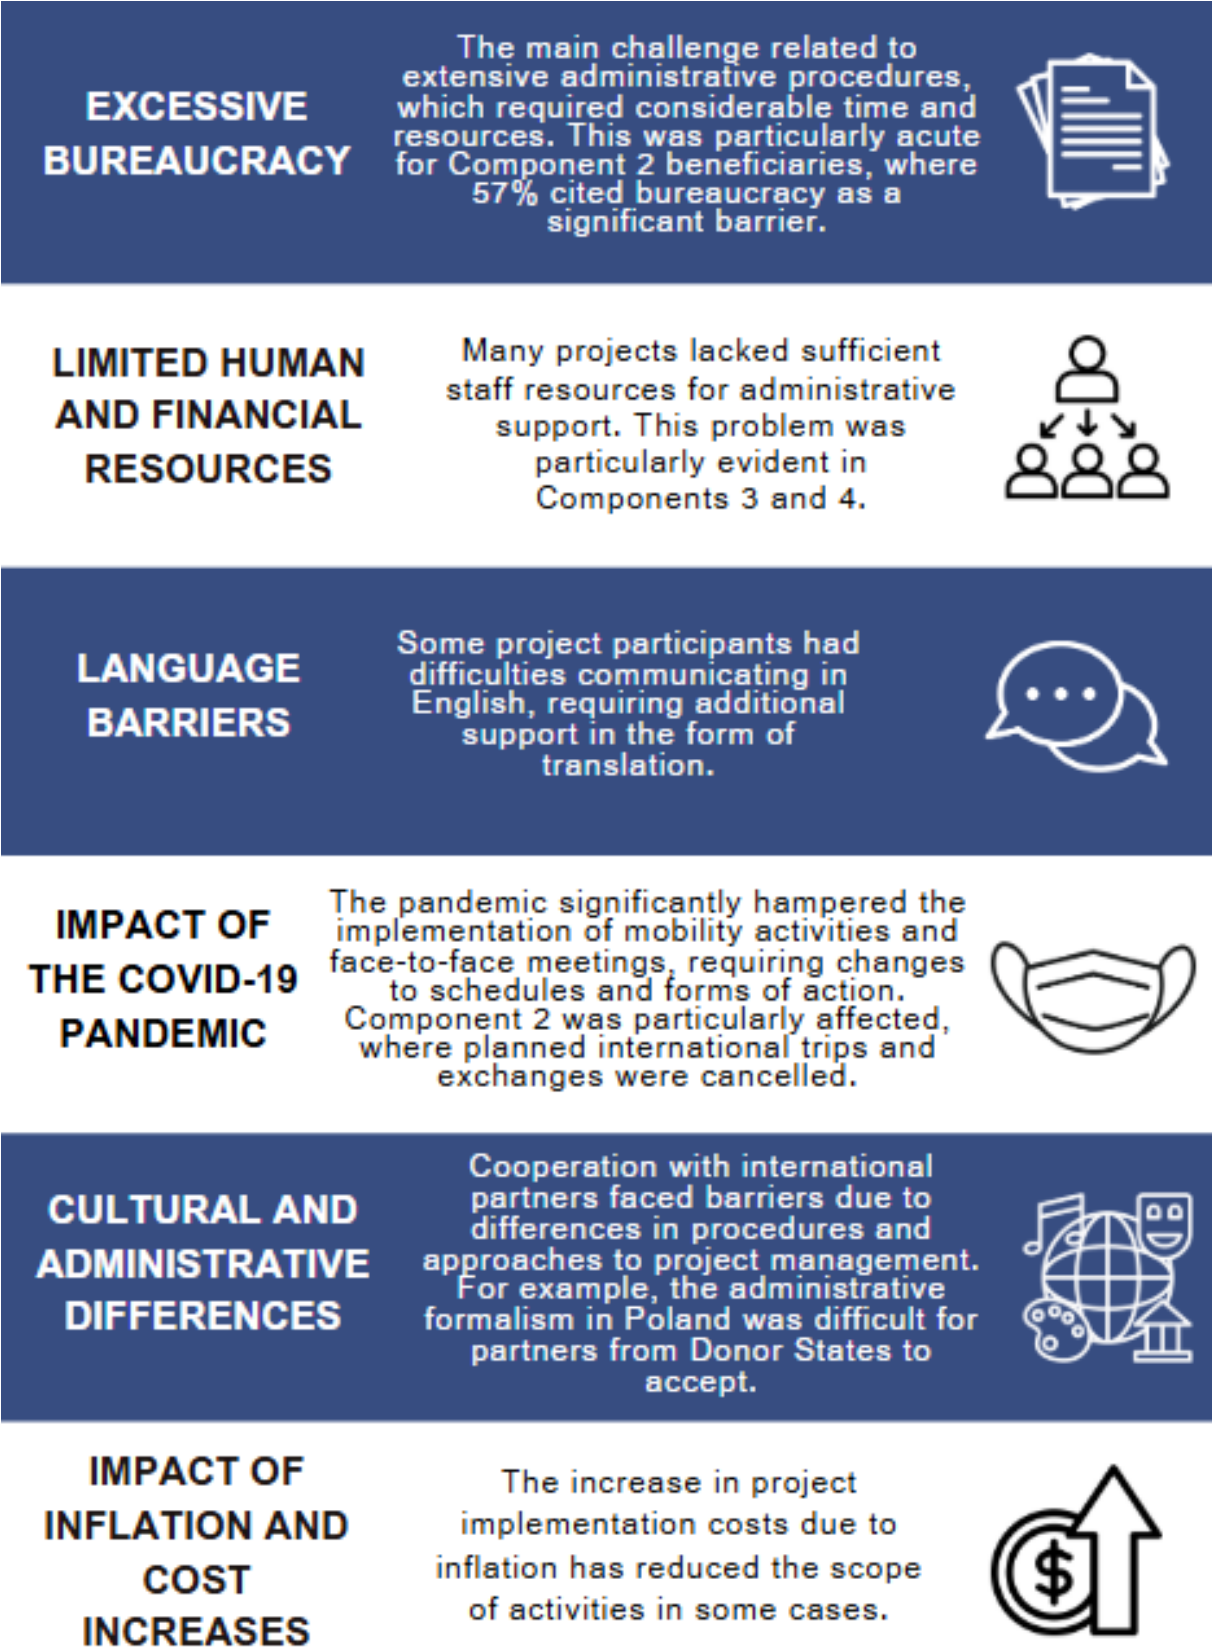 EXCESSIVE
BUREAUCRACY
The main challenge related to
extensive administrative procedures,
which required considerable time and
resources. This was particularly acute
for Component 2 beneficiaries, where
57% cited bureaucracy as a
significant barrier.
LIMITED HUMAN
AND FINANCIAL
RESOURCES
Many projects lacked sufficient
staff resources for administrative
support. This problem was
particularly evident in
Components 3 and 4.
LANGUAGE
BARRIERS
Some project participants had
difficulties communicating in
English, requiring additional
support in the form of
translation.
IMPACT OF
THE COVID-19
PANDEMIC
The pandemic significantly hampered the
implementation of mobility activities and
face-to-face meetings, requiring changes
to schedules and forms of action.
Component 2 was particularly affected,
where planned international trips and
exchanges were cancelled.
CULTURAL AND
ADMINISTRATIVE
DIFFERENCES
Cooperation with international
partners faced barriers due to
differences in procedures and
approaches to project management.
For example, the administrative
formalism in Poland was difficult for
partners from Donor States to
accept.
IMPACT OF
INFLATION AND
COST
INCREASES
The increase in project
implementation costs due to
inflation has reduced the scope
of activities in some cases.
$